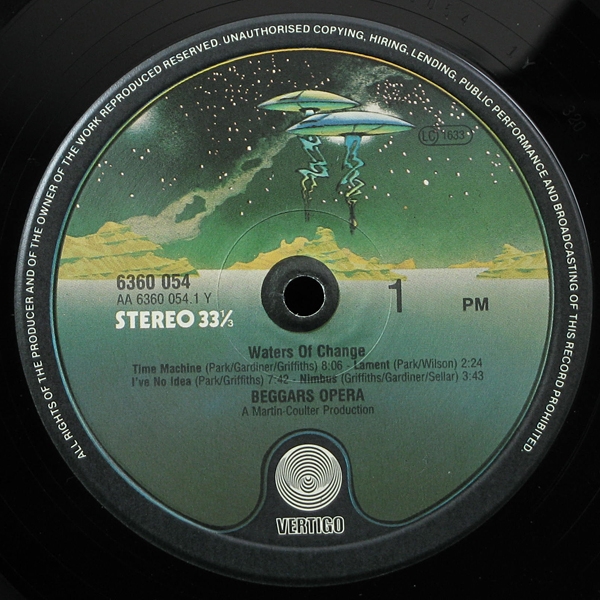 ALL RIGHTS OF THE PRODUCER AND OF THE OWNER OF THE WORK REPRODUCED RESERVED. UNAUTHORISED COPYING, HIRING, LENDING, PUBLIC PERFORMANCE AND BROADCASTING OF THIS RECORD PROHIBITED.
LC 1633
6360 054
AA 6360 054.1 Y
STEREO 33⅓
1
PM
Waters Of Change
Time Machine (Park/Gardiner/Griffiths) 8:06 - Lament (Park/Wilson) 2:24
I've No Idea (Park/Griffiths) 7:42 - Nimbus (Griffiths/Gardiner/Sellar) 3:43
BEGGARS OPERA
A Martin-Coulter Production
VERTIGO